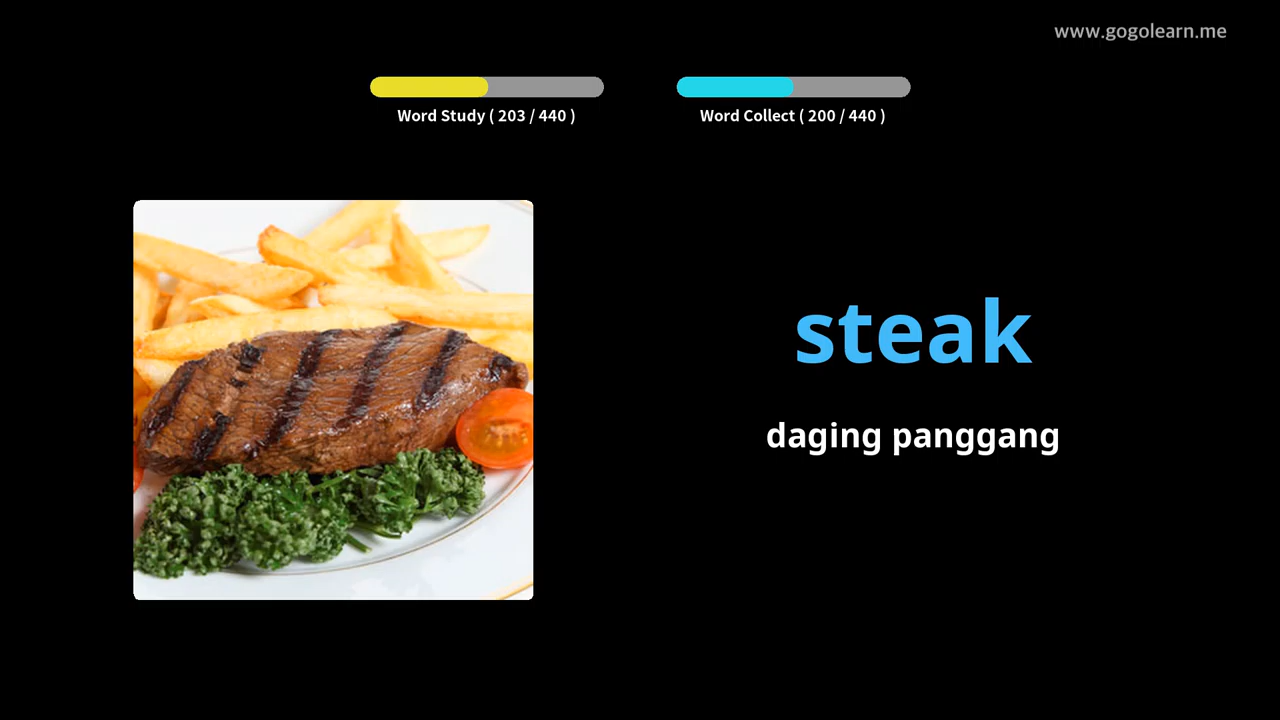 www.gogolearn.me
Word Study ( 203 / 440 )
Word Collect ( 200 / 440 )
steak
daging panggang